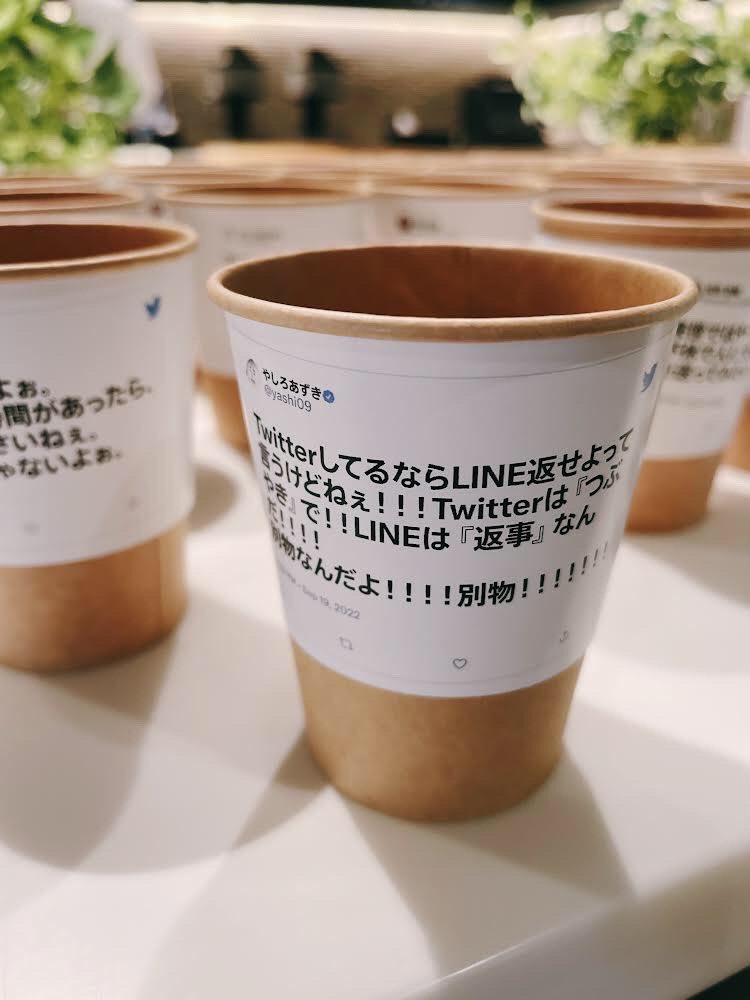 よぉ。
間があったら、
さいねぇ。
ゃないよぉ。
やしろあずき
@yashi09
TwitterしてるならLINE返せよって
言うけどねぇ！！！Twitterは『つぶ
やき』で！！LINEは『返事』なん
だ！！！！
別物なんだよ！！！！別物！！！！！！！
Sep 19, 2022